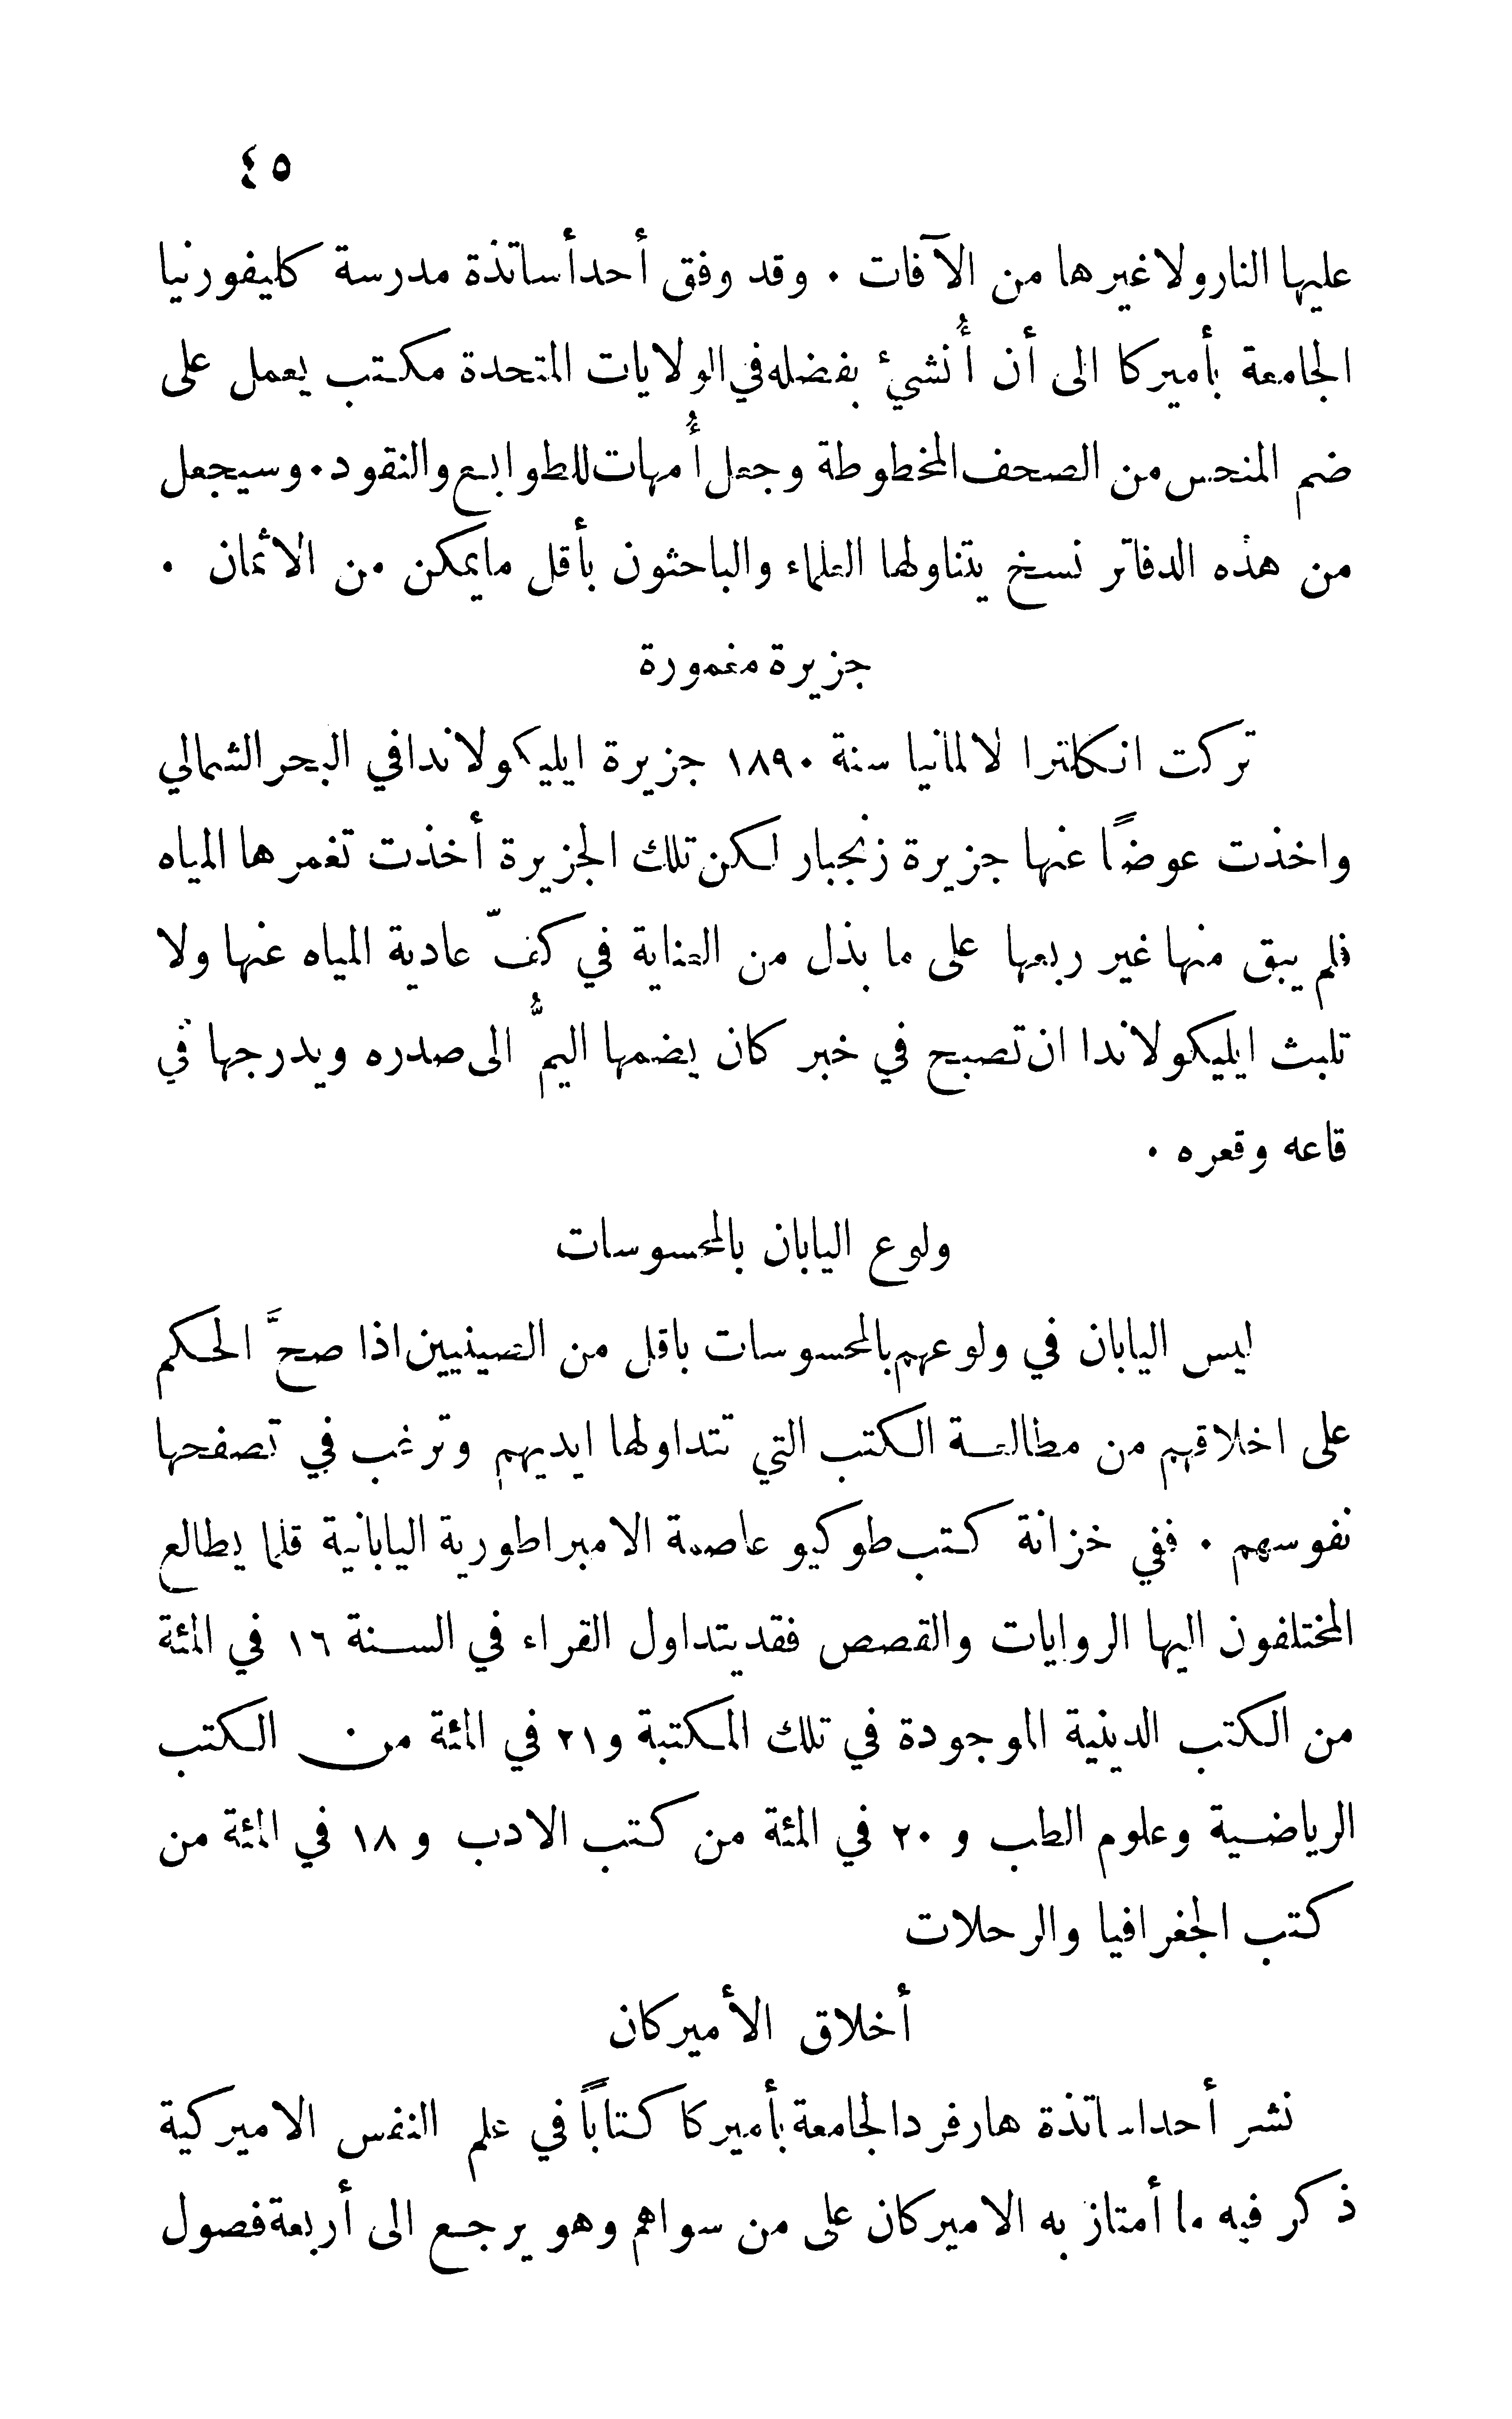 ٤٥
عليها النار ولا غيرها من الآفات . وقد وفق أحد أساتذة مدرسة كليفورنيا
الجامعة بأميركا الى أن أُنشيءُ بفضله في الولايات المتحدة مكتب يعمل على
ضم المنحس من الصحف المخطوطة وجعل أُمهات للطوابع والنقود . وسيجعل
من هذه الدفاتر نسخ يتناولها العلماء والباحثون بأقل مايمكن من الاثمان .
جزيرة مغمورة
تركت انكلترا لالمانيا سنة ١٨٩٠ جزيرة ايليكولاندا في البحر الشمالي
واخذت عوضاً عنها جزيرة زنجبار لكن تلك الجزيرة أخذت تغمرها المياه
فلم يبق منها غير ربعها على ما بذل من العناية في كفّ عادية المياه عنها ولا
تلبث ايليكولاندا ان تصبح في خبر كان يضمها اليمُّ الى صدره ويدرجها في
قاعه وقعره .
ولوع اليابان بالمحسوسات
ليس اليابان في ولوعهم بالمحسوسات باقل من الصينيين اذا صحَّ الحكم
على اخلاقهم من مطالعة الكتب التي تتداولها ايديهم وترغب في تصفحها
نفوسهم . ففي خزانة كتب طوكيو عاصمة الامبراطورية اليابانية قلما يطالع
المختلفون اليها الروايات والقصص فقد يتداول القراء في السنة ١٦ في المئة
من الكتب الدينية الموجودة في تلك المكتبة و٢١ في المئة من الكتب
الرياضية وعلوم الطب و ٢٠ في المئة من كتب الادب و ١٨ في المئة من
كتب الجغرافيا والرحلات
أخلاق الأميركان
نشر أحد اساتذة هارفرد الجامعة بأميركا كتاباً في علم النفس الاميركية
ذكر فيه ما أمتاز به الاميركان على من سواهم وهو يرجع الى أربعة فصول